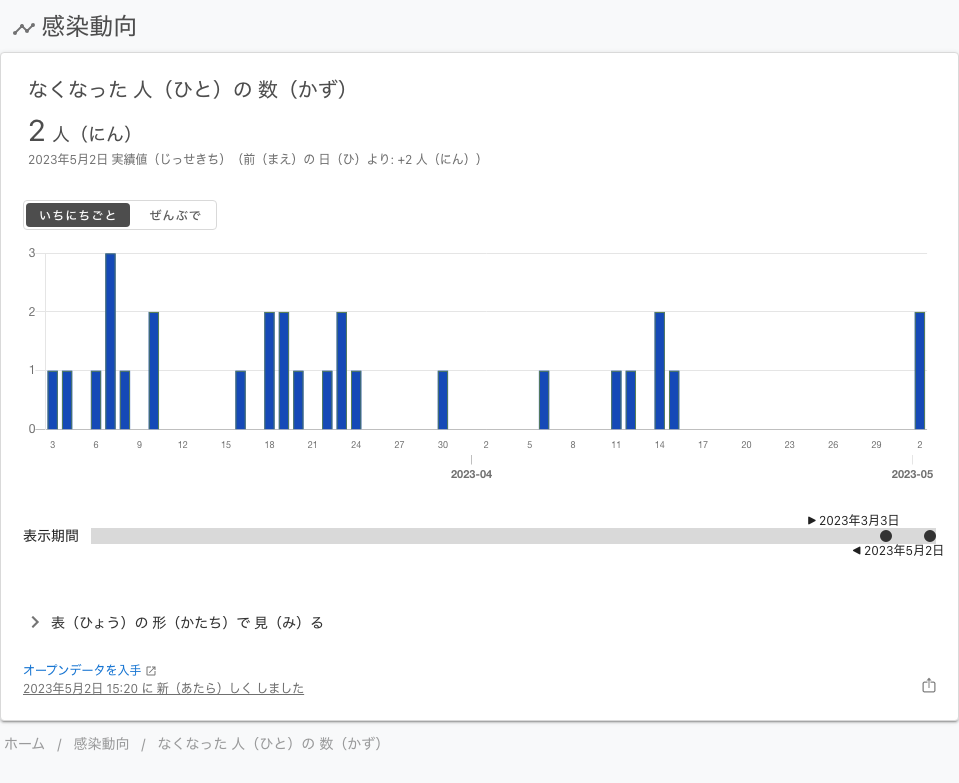 感染動向
なくなった 人（ひと）の 数（かず）
2 人（にん）
2023年5月2日 実績値（じっせきち）（前（まえ）の 日（ひ）より: +2 人（にん））
いちにちごと ぜんぶで
3
2
1
0
3 6 9 12 15 18 21 24 27 30 2 5 8 11 14 17 20 23 26 29 2
2023-04 2023-05
▶ 2023年3月3日
表示期間
◀ 2023年5月2日
表（ひょう）の 形（かたち）で 見（み）る
オープンデータを入手
2023年5月2日 15:20 に 新（あたら）しく しました
ホーム / 感染動向 / なくなった 人（ひと）の 数（かず）